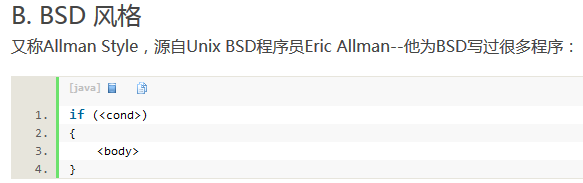 B. BSD 风格
又称Allman Style，源自Unix BSD程序员Eric Allman--他为BSD写过很多程序：
[java]
1. if (<cond>)
2. {
3.     <body>
4. }